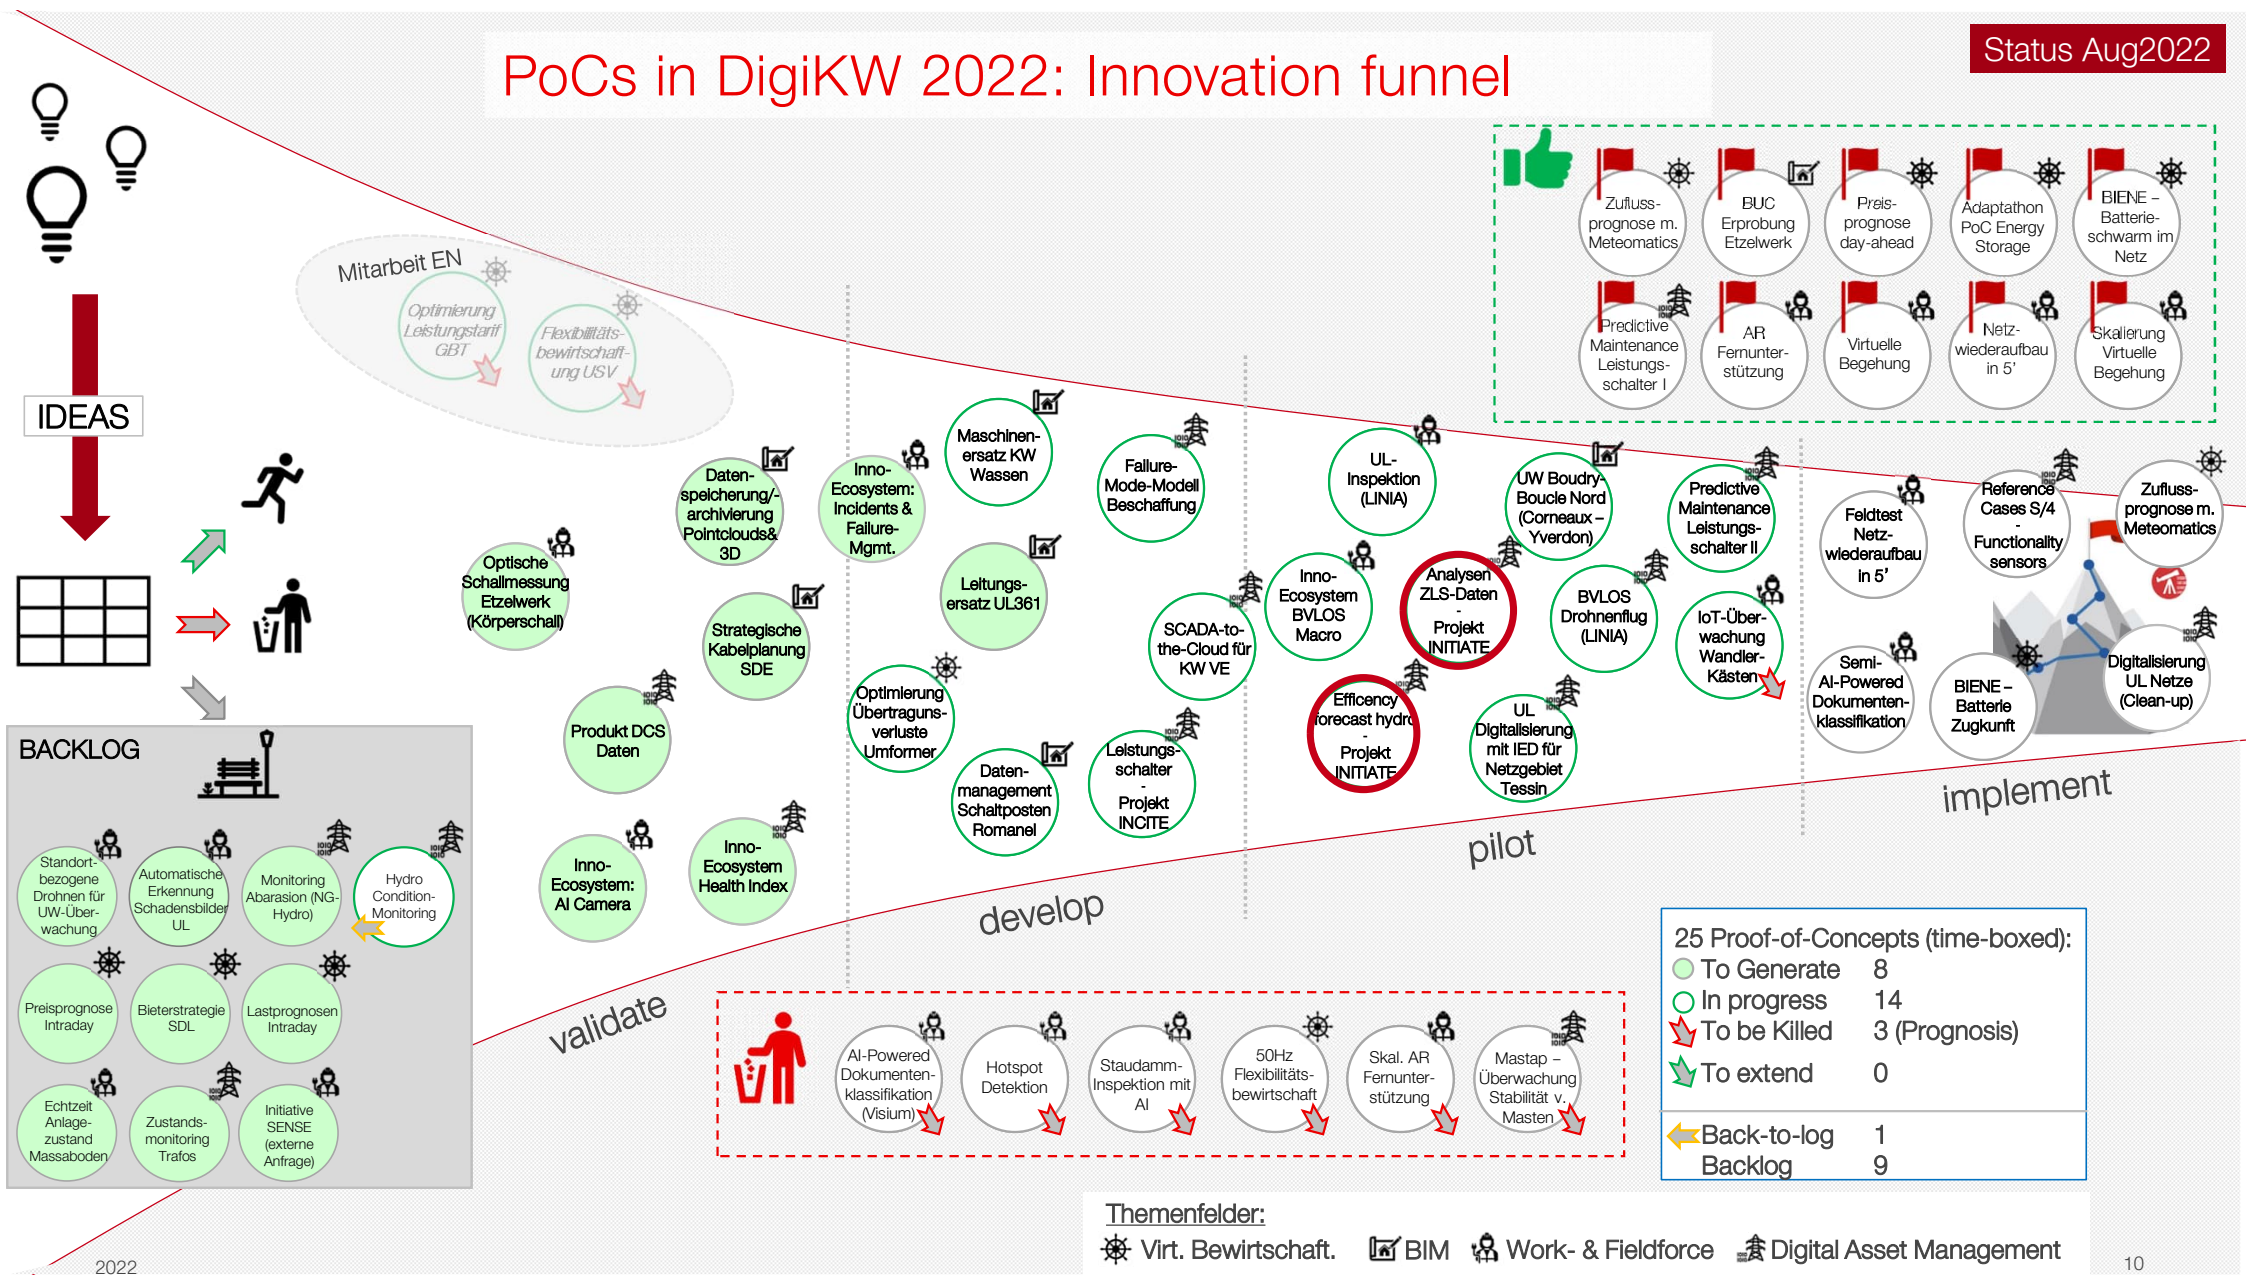 PoCs in DigiKW 2022: Innovation funnel
Status Aug2022
IDEAS
Mitarbeit EN
Optimierung
Leistungstarif
GBT
Flexibilitäts-
bewirtschaft-
ung USV
Zufluss-
prognose m.
Meteomatics
BUC
Erprobung
Etzelwerk
Preis-
prognose
day-ahead
Adaptathon
PoC Energy
Storage
BIENE –
Batterie-
schwarm im
Netz
Predictive
Maintenance
Leistungs-
schalter I
AR
Fernunter-
stützung
Virtuelle
Begehung
Netz-
wiederaufbau
in 5'
Skalierung
Virtuelle
Begehung
Optische
Schallmessung
Etzelwerk
(Körperschall)
Daten-
speicherung/-
archivierung
Pointclouds&
3D
Strategische
Kabelplanung
SDE
Produkt DCS
Daten
Inno-
Ecosystem:
AI Camera
Inno-
Ecosystem
Health Index
validate
Inno-
Ecosystem:
Incidents &
Failure-
Mgmt.
Maschinen-
ersatz KW
Wassen
Failure-
Mode-Modell
Beschaffung
Leitungs-
ersatz UL361
SCADA-to-
the-Cloud für
KW VE
Optimierung
Übertraguns-
verluste
Umformer
Daten-
management
Schaltposten
Romanel
Leistungs-
schalter
-
Projekt
INCITE
develop
UL-
Inspektion
(LINIA)
UW Boudry-
Boucle Nord
(Corneaux –
Yverdon)
Predictive
Maintenance
Leistungs-
schalter II
Inno-
Ecosystem
BVLOS
Macro
Analysen
ZLS-Daten
-
Projekt
INITIATE
BVLOS
Drohnenflug
(LINIA)
IoT-Über-
wachung
Wandler-
Kästen
Efficency
forecast hydro
-
Projekt
INITIATE
UL
Digitalisierung
mit IED für
Netzgebiet
Tessin
pilot
Feldtest
Netz-
wiederaufbau
in 5'
Reference
Cases S/4
-
Functionality
sensors
Zufluss-
prognose m.
Meteomatics
Semi-
AI-Powered
Dokumenten-
klassifikation
BIENE –
Batterie
Zugkunft
Digitalisierung
UL Netze
(Clean-up)
implement
BACKLOG
Standort-
bezogene
Drohnen für
UW-Über-
wachung
Automatische
Erkennung
Schadensbilder
UL
Monitoring
Abarasion (NG-
Hydro)
Hydro
Condition-
Monitoring
Preisprognose
Intraday
Bieterstrategie
SDL
Lastprognosen
Intraday
Echtzeit
Anlage-
zustand
Massaboden
Zustands-
monitoring
Trafos
Initiative
SENSE
(externe
Anfrage)
AI-Powered
Dokumenten-
klassifikation
(Visium)
Hotspot
Detektion
Staudamm-
Inspektion mit
AI
50Hz
Flexibilitäts-
bewirtschaft
Skal. AR
Fernunter-
stützung
Mastap –
Überwachung
Stabilität v.
Masten
25 Proof-of-Concepts (time-boxed):
To Generate 8
In progress 14
To be Killed 3 (Prognosis)
To extend 0
Back-to-log 1
Backlog 9
Themenfelder:
Virt. Bewirtschaft. BIM Work- & Fieldforce Digital Asset Management
2022
10